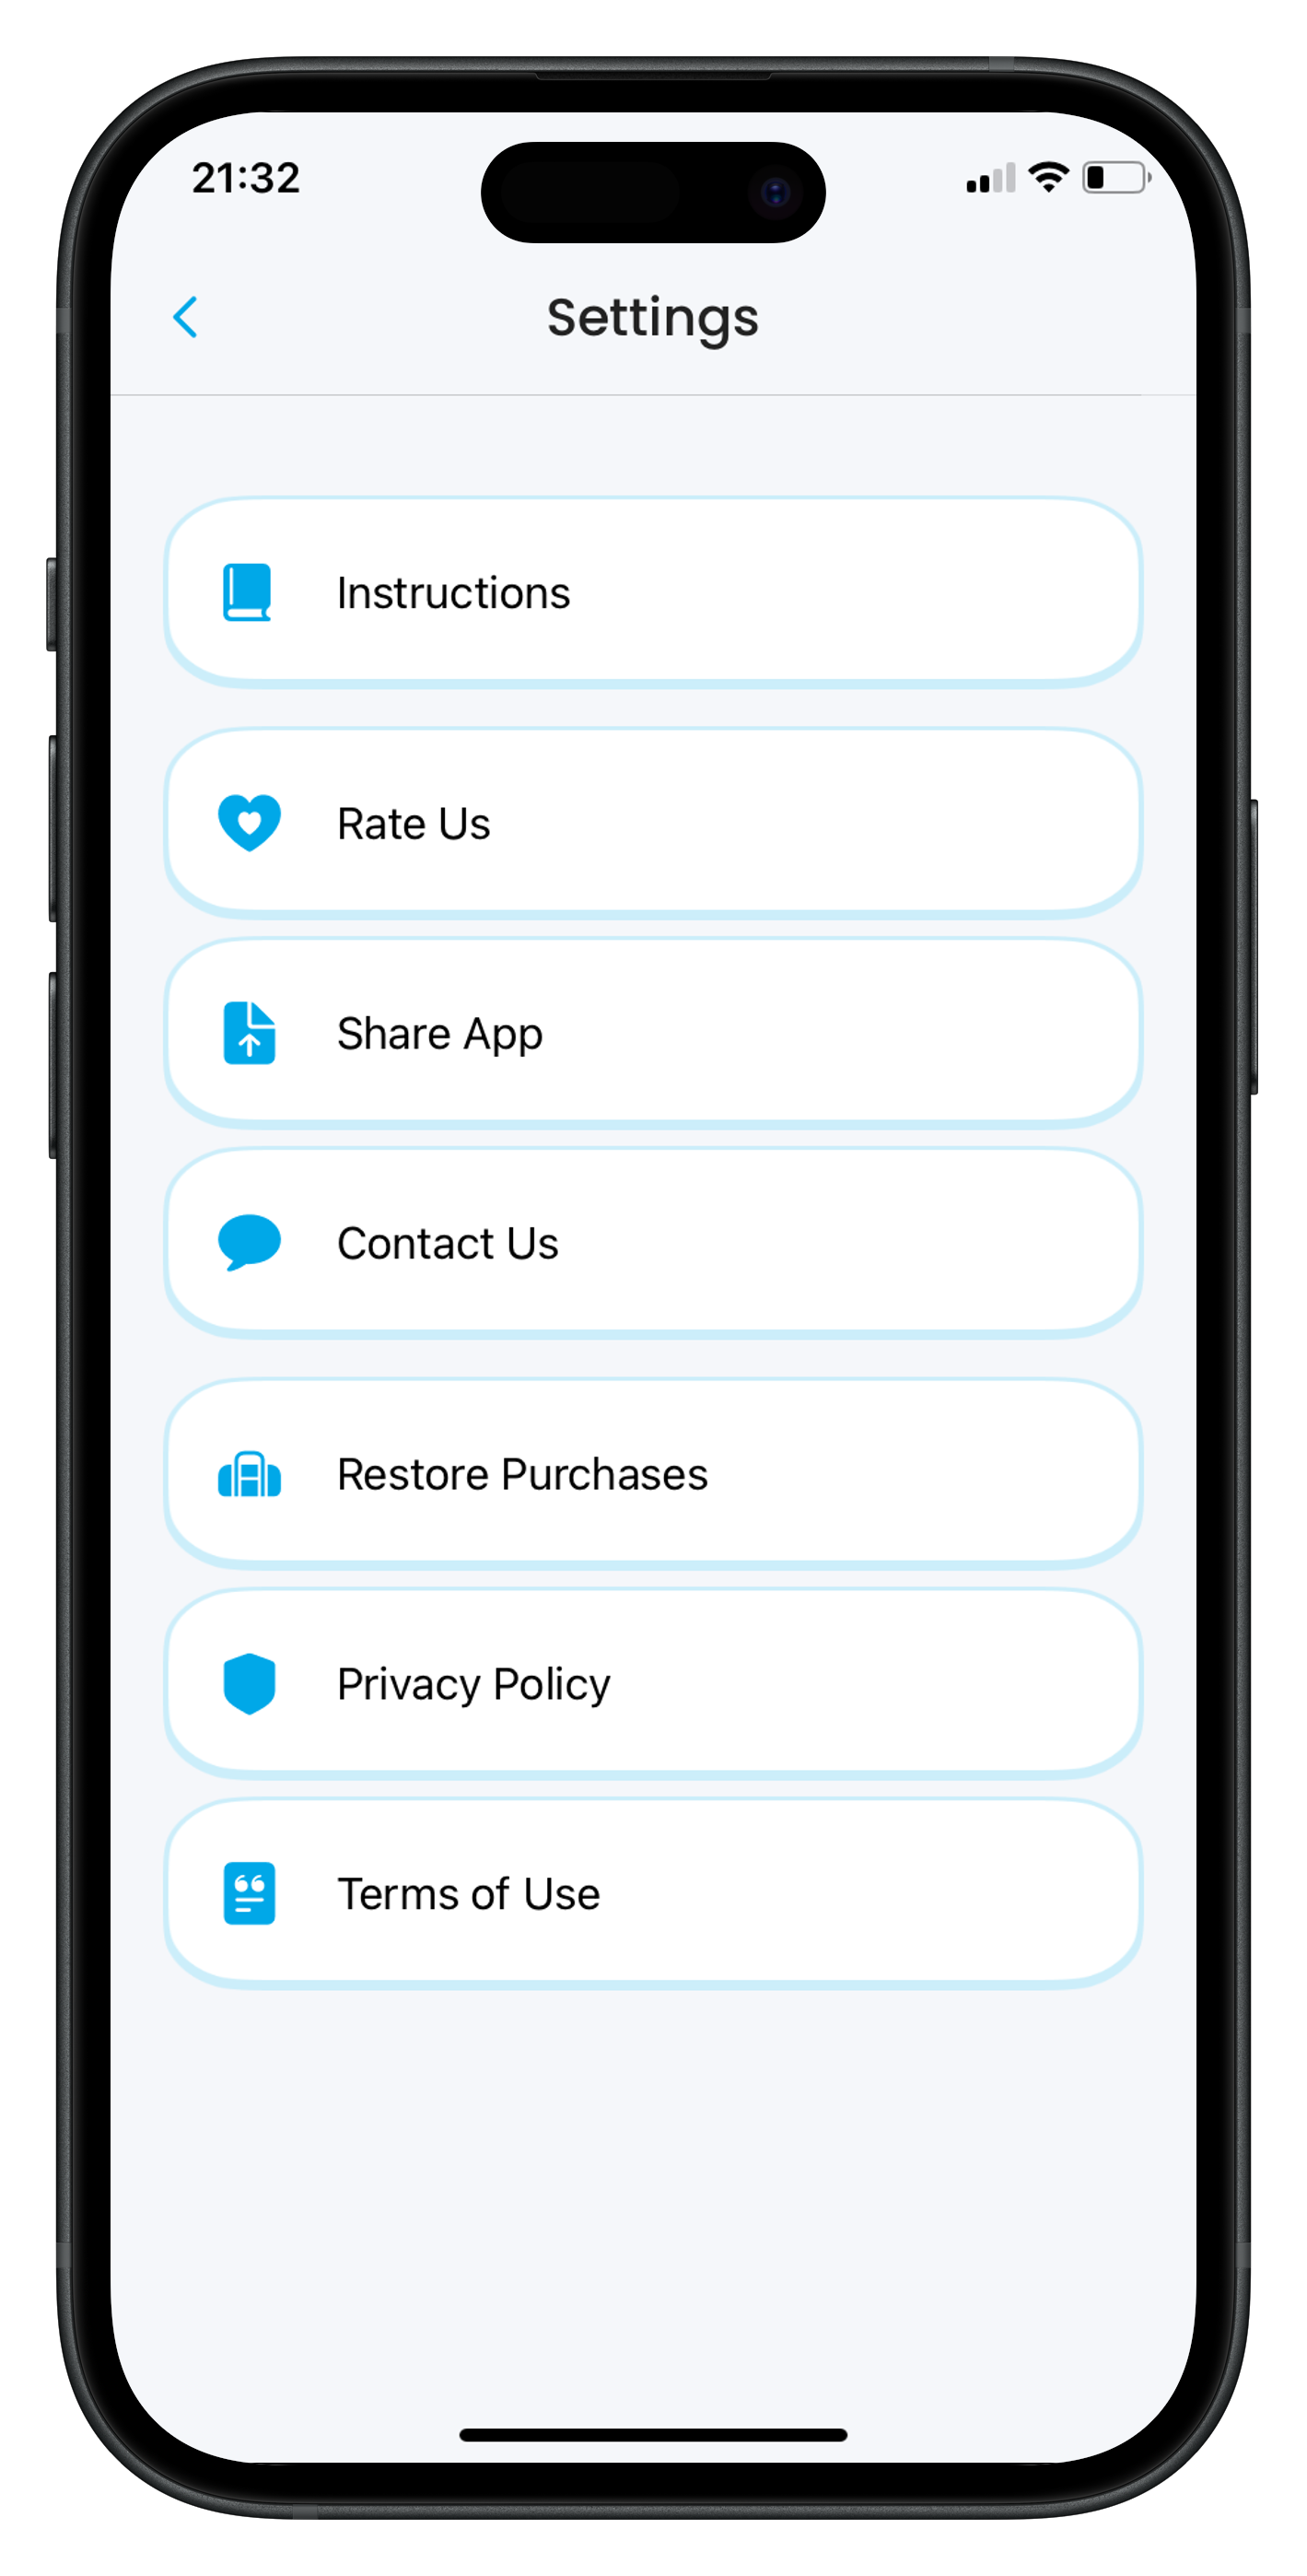 21:32
Settings
Instructions
Rate Us
Share App
Contact Us
Restore Purchases
Privacy Policy
Terms of Use